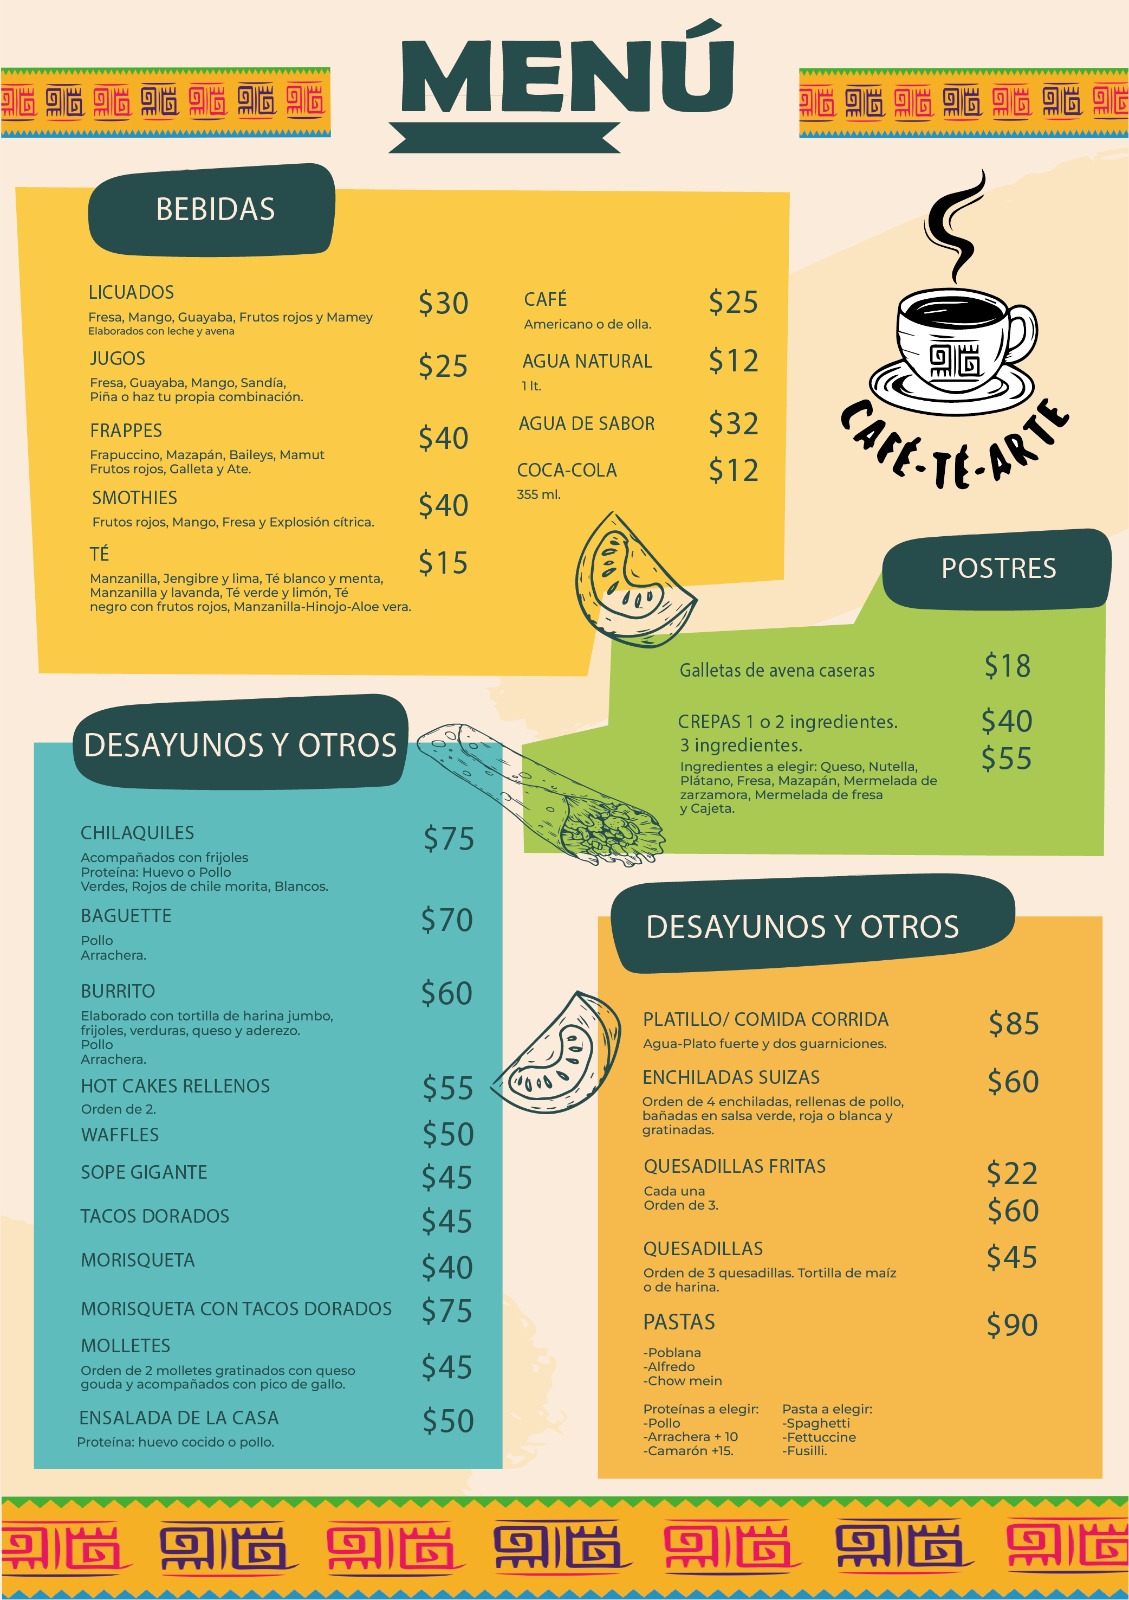 MENÚ
BEBIDAS
LICUADOS $30
Fresa, Mango, Guayaba, Frutos rojos y Mamey
Elaborados con leche y avena
JUGOS $25
Fresa, Guayaba, Mango, Sandía,
Piña o haz tu propia combinación.
FRAPPES $40
Frapuccino, Mazapán, Baileys, Mamut
Frutos rojos, Galleta y Ate.
SMOTHIES $40
Frutos rojos, Mango, Fresa y Explosión cítrica.
TÉ $15
Manzanilla, Jengibre y lima, Té blanco y menta,
Manzanilla y lavanda, Té verde y limón, Té
negro con frutos rojos, Manzanilla-Hinojo-Aloe vera.
CAFÉ $25
Americano o de olla.
AGUA NATURAL $12
1 lt.
AGUA DE SABOR $32
COCA-COLA $12
355 ml.
CAFÉ-TÉ-ARTE
POSTRES
Galletas de avena caseras $18
CREPAS 1 o 2 ingredientes. $40
3 ingredientes. $55
Ingredientes a elegir: Queso, Nutella,
Plátano, Fresa, Mazapán, Mermelada de
zarzamora, Mermelada de fresa
y Cajeta.
DESAYUNOS Y OTROS
CHILAQUILES $75
Acompañados con frijoles
Proteína: Huevo o Pollo
Verdes, Rojos de chile morita, Blancos.
BAGUETTE $70
Pollo
Arrachera.
BURRITO $60
Elaborado con tortilla de harina jumbo,
frijoles, verduras, queso y aderezo.
Pollo
Arrachera.
HOT CAKES RELLENOS $55
Orden de 2.
WAFFLES $50
SOPE GIGANTE $45
TACOS DORADOS $45
MORISQUETA $40
MORISQUETA CON TACOS DORADOS $75
MOLLETES $45
Orden de 2 molletes gratinados con queso
gouda y acompañados con pico de gallo.
ENSALADA DE LA CASA $50
Proteína: huevo cocido o pollo.
DESAYUNOS Y OTROS
PLATILLO/ COMIDA CORRIDA $85
Agua-Plato fuerte y dos guarniciones.
ENCHILADAS SUIZAS $60
Orden de 4 enchiladas, rellenas de pollo,
bañadas en salsa verde, roja o blanca y
gratinadas.
QUESADILLAS FRITAS
Cada una $22
Orden de 3. $60
QUESADILLAS $45
Orden de 3 quesadillas. Tortilla de maíz
o de harina.
PASTAS $90
-Poblana
-Alfredo
-Chow mein
Proteínas a elegir:
-Pollo
-Arrachera + 10
-Camarón +15.
Pasta a elegir:
-Spaghetti
-Fettuccine
-Fusilli.